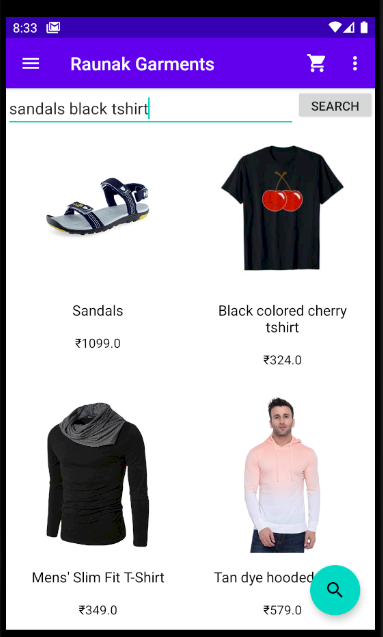 8:33
Raunak Garments
sandals black tshirt
SEARCH
Sandals
₹1099.0
Black colored cherry
tshirt
₹324.0
Mens' Slim Fit T-Shirt
₹349.0
Tan dye hooded
₹579.0